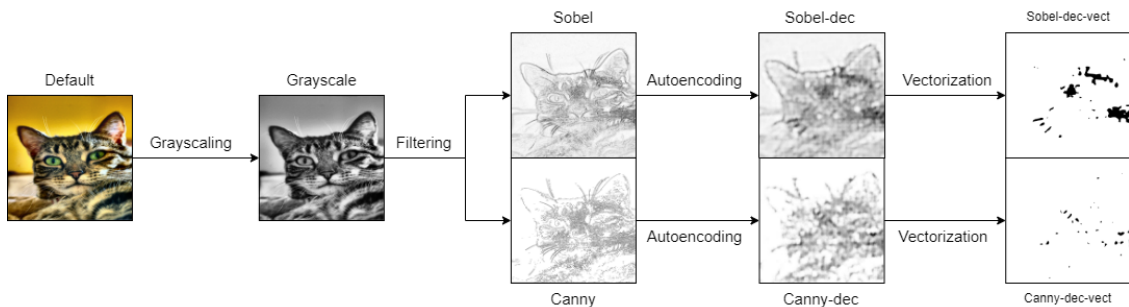 Sobel
Sobel-dec
Sobel-dec-vect
Default
Grayscale
Autoencoding
Vectorization
Grayscaling
Filtering
Autoencoding
Vectorization
Canny
Canny-dec
Canny-dec-vect